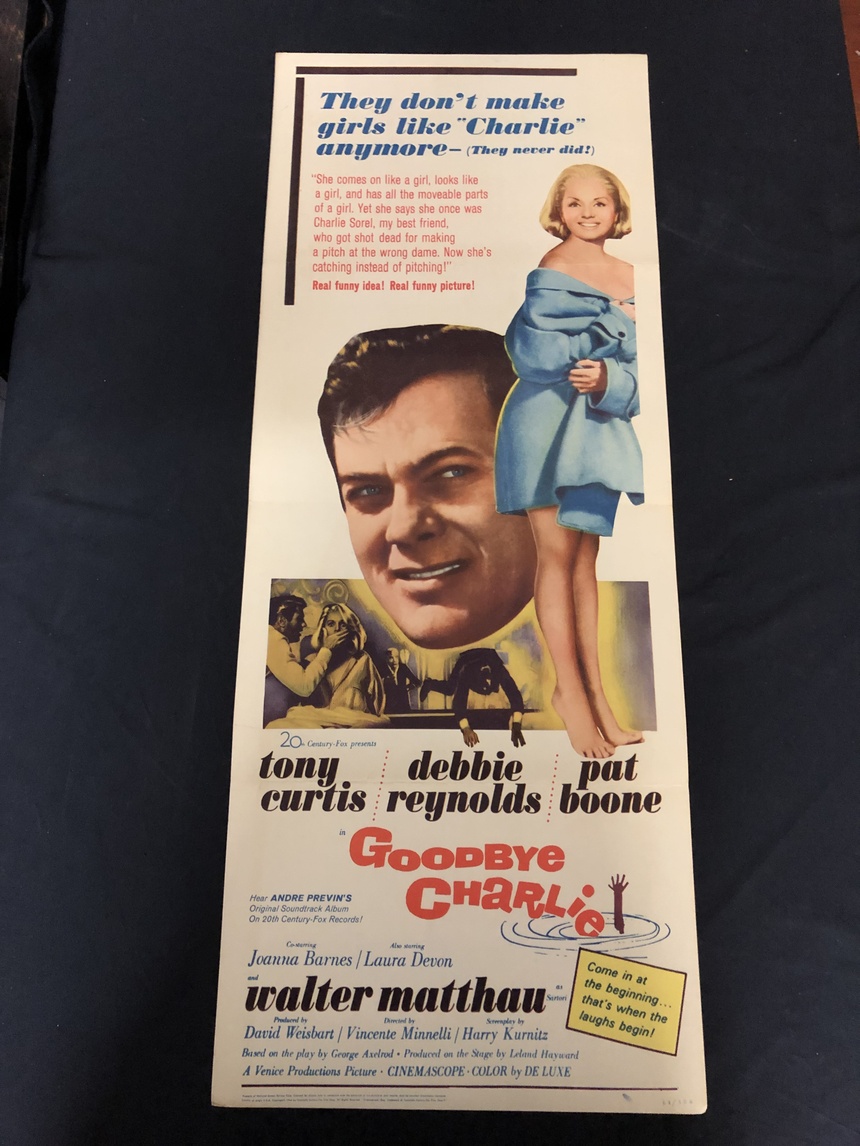 They don't make
girls like "Charlie"
anymore— (They never did!)
"She comes on like a girl, looks like
a girl, and has all the moveable parts
of a girl. Yet she says she once was
Charlie Sorel, my best friend,
who got shot dead for making
a pitch at the wrong dame. Now she's
catching instead of pitching!"
Real funny idea! Real funny picture!
20th Century-Fox presents
tony curtis
debbie reynolds
pat boone
in
GOODBYE
CHARLIE
Hear ANDRE PREVIN'S
Original Soundtrack Album
On 20th Century-Fox Records!
Co-starring Also starring
Joanna Barnes / Laura Devon
and
walter matthau as Sartori
Come in at
the beginning...
that's when the
laughs begin!
Produced by Directed by Screenplay by
David Weisbart / Vincente Minnelli / Harry Kurnitz
Based on the play by George Axelrod • Produced on the Stage by Leland Hayward
A Venice Productions Picture • CINEMASCOPE • COLOR by DE LUXE